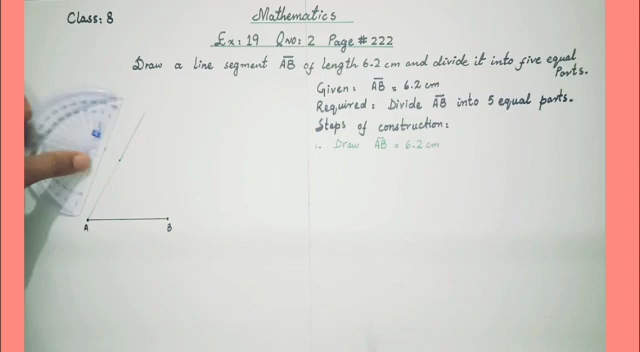 Class: 8
Mathematics
Ex: 19 Q No: 2 Page # 222
Draw a line segment AB of length 6.2 cm and divide it into five equal
Parts.
Given: AB = 6.2 cm
Required: Divide AB into 5 equal parts.
Steps of construction:
Draw AB = 6.2 cm
A B